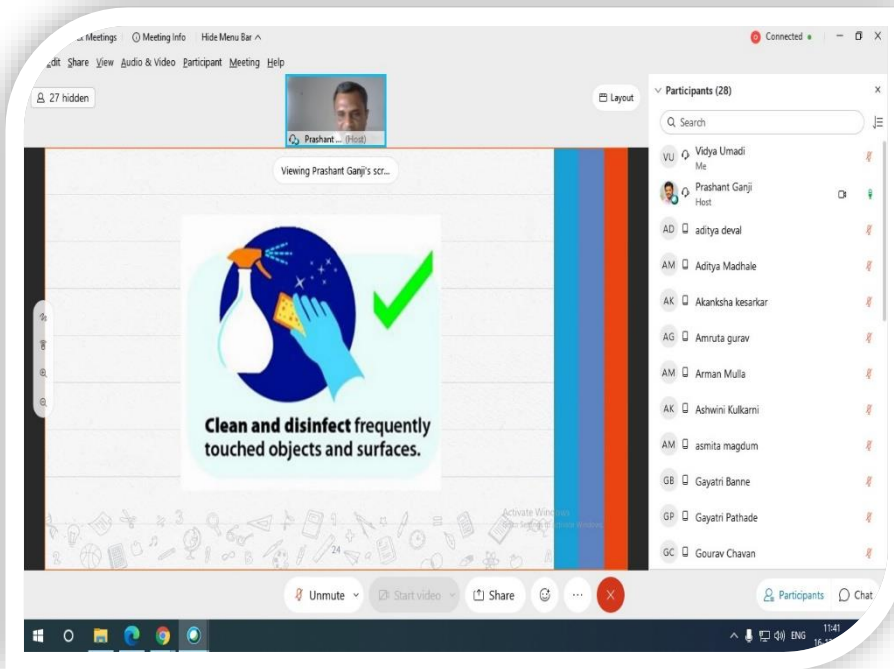 Meetings Meeting Info Hide Menu Bar
Connected
Edit Share View Audio & Video Participant Meeting Help
27 hidden
Layout
Prashant ... (Host)
Viewing Prashant Ganji's scr...
Clean and disinfect frequently
touched objects and surfaces.
Activate Windows
24
Participants (28)
Search
VU Vidya Umadi
Me
Prashant Ganji
Host
AD aditya deval
AM Aditya Madhale
AK Akanksha kesarkar
AG Amruta gurav
AM Arman Mulla
AK Ashwini Kulkarni
AM asmita magdum
GB Gayatri Banne
GP Gayatri Pathade
GC Gourav Chavan
Unmute Start video Share
Participants Chat
ENG 11:41